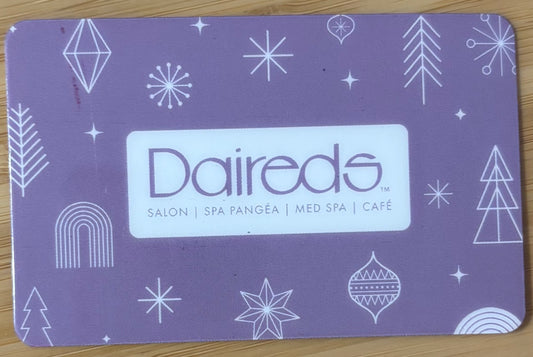 Daireds™
SALON | SPA PANGÉA | MED SPA | CAFÉ